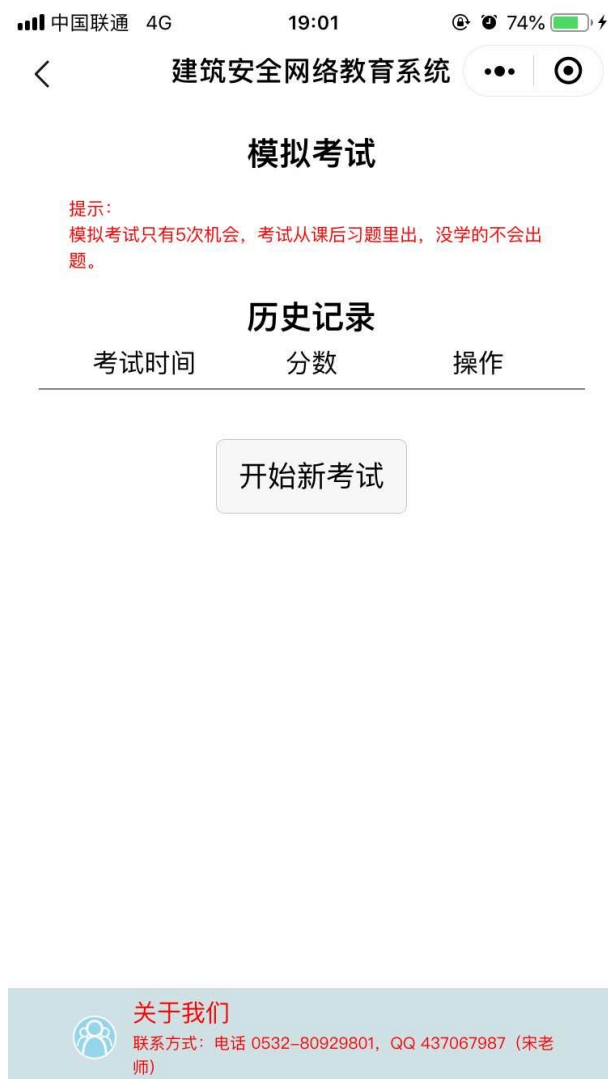 中国联通 4G 19:01 74%
建筑安全网络教育系统
模拟考试
提示：
模拟考试只有5次机会，考试从课后习题里出，没学的不会出
题。
历史记录
考试时间 分数 操作
开始新考试
关于我们
联系方式：电话 0532-80929801，QQ 437067987（宋老
师）